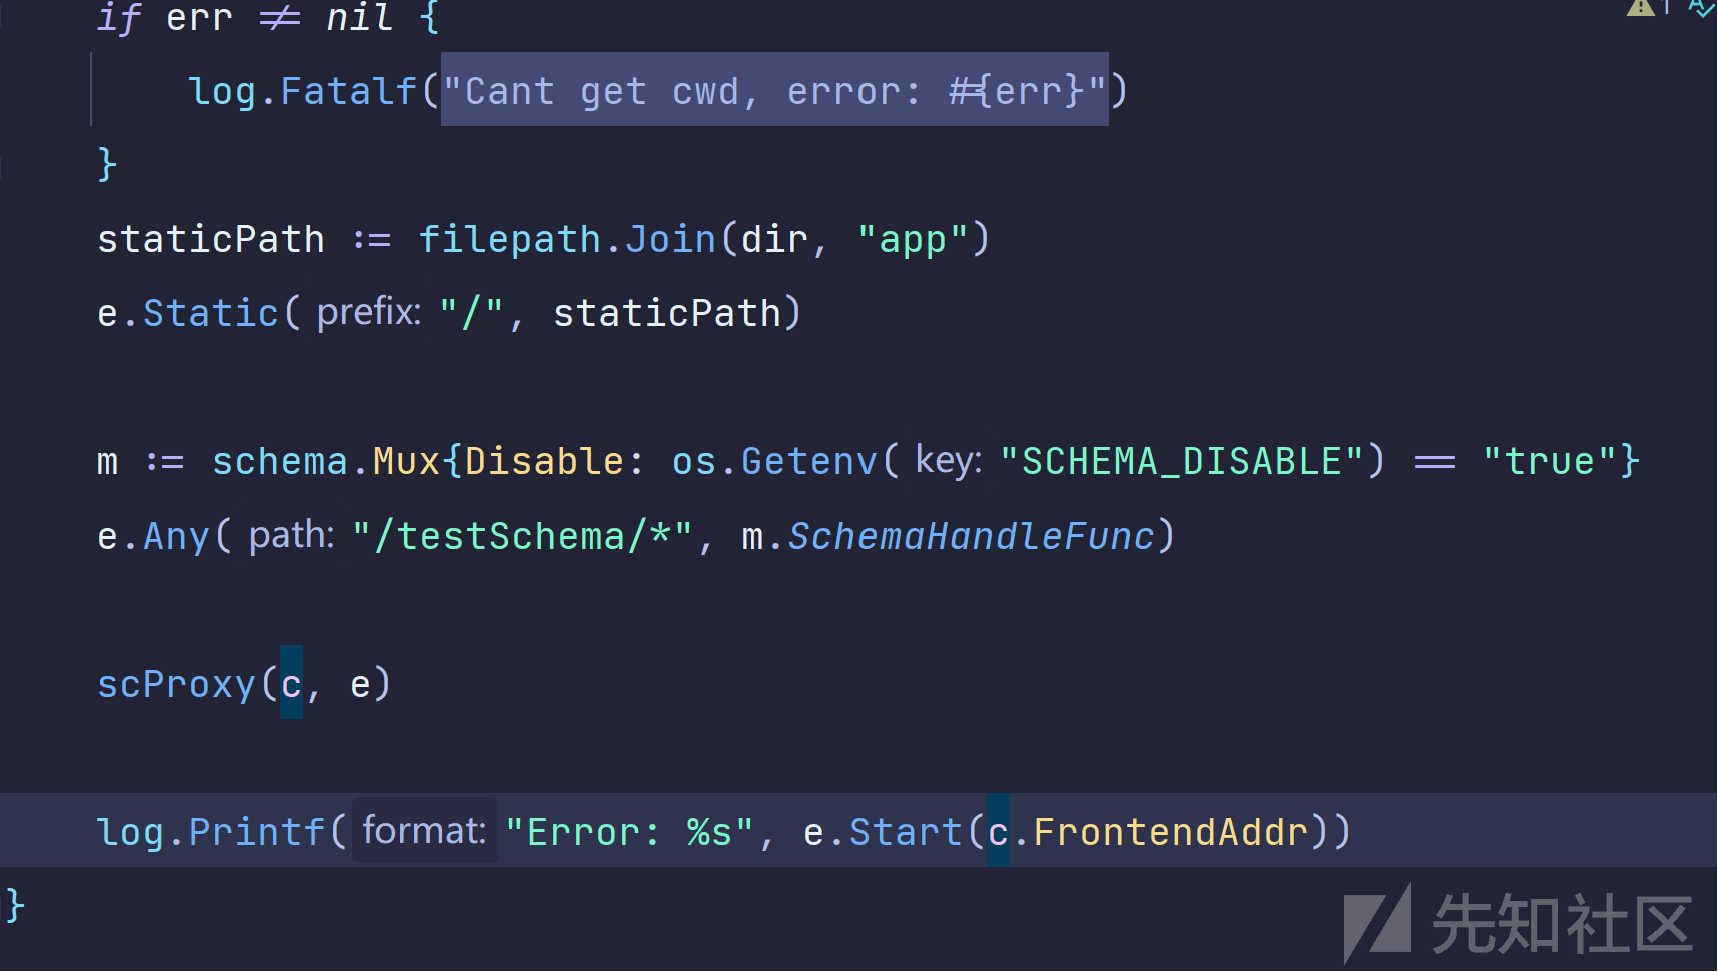 if err != nil {
log.Fatalf("Cant get cwd, error: #{err}")
}
staticPath := filepath.Join(dir, "app")
e.Static( prefix: "/", staticPath)
m := schema.Mux{Disable: os.Getenv( key: "SCHEMA_DISABLE") == "true"}
e.Any( path: "/testSchema/*", m.SchemaHandleFunc)
scProxy(c, e)
log.Printf( format: "Error: %s", e.Start(c.FrontendAddr))
}
1
先知社区